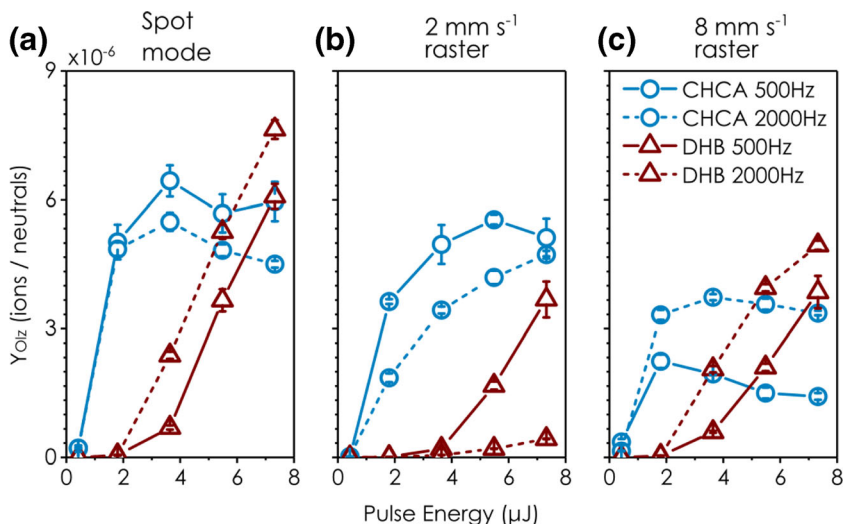 (a)
Spot
mode
x10-6
(b)
2 mm s-1
raster
(c)
8 mm s-1
raster
9
6
3
0
YOIz (ions / neutrals)
CHCA 500Hz
CHCA 2000Hz
DHB 500Hz
DHB 2000Hz
0 2 4 6 8
0 2 4 6 8
0 2 4 6 8
Pulse Energy (µJ)